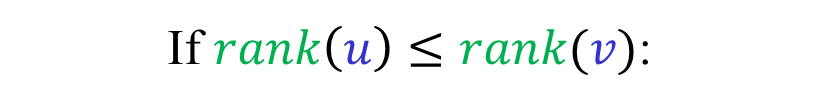 If rank(u) ≤ rank(v):